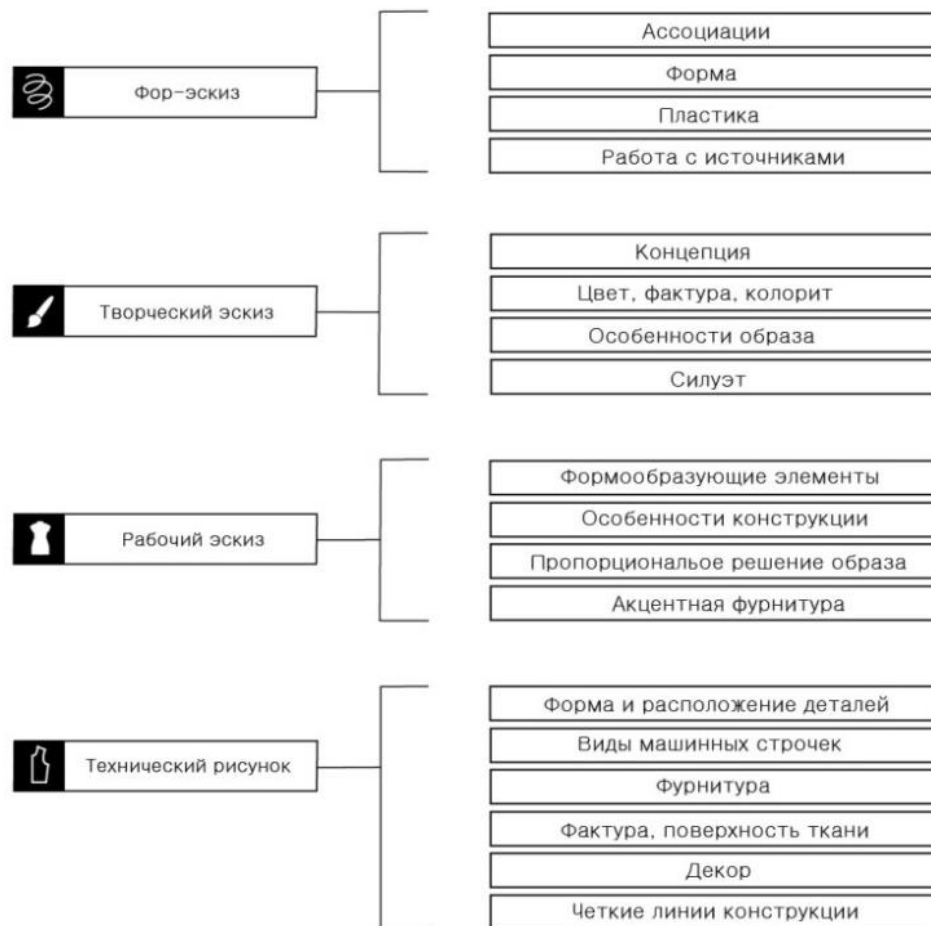 Фор-эскиз
Ассоциации
Форма
Пластика
Работа с источниками
Творческий эскиз
Концепция
Цвет, фактура, колорит
Особенности образа
Силуэт
Рабочий эскиз
Формообразующие элементы
Особенности конструкции
Пропорциональое решение образа
Акцентная фурнитура
Технический рисунок
Форма и расположение деталей
Виды машинных строчек
Фурнитура
Фактура, поверхность ткани
Декор
Четкие линии конструкции